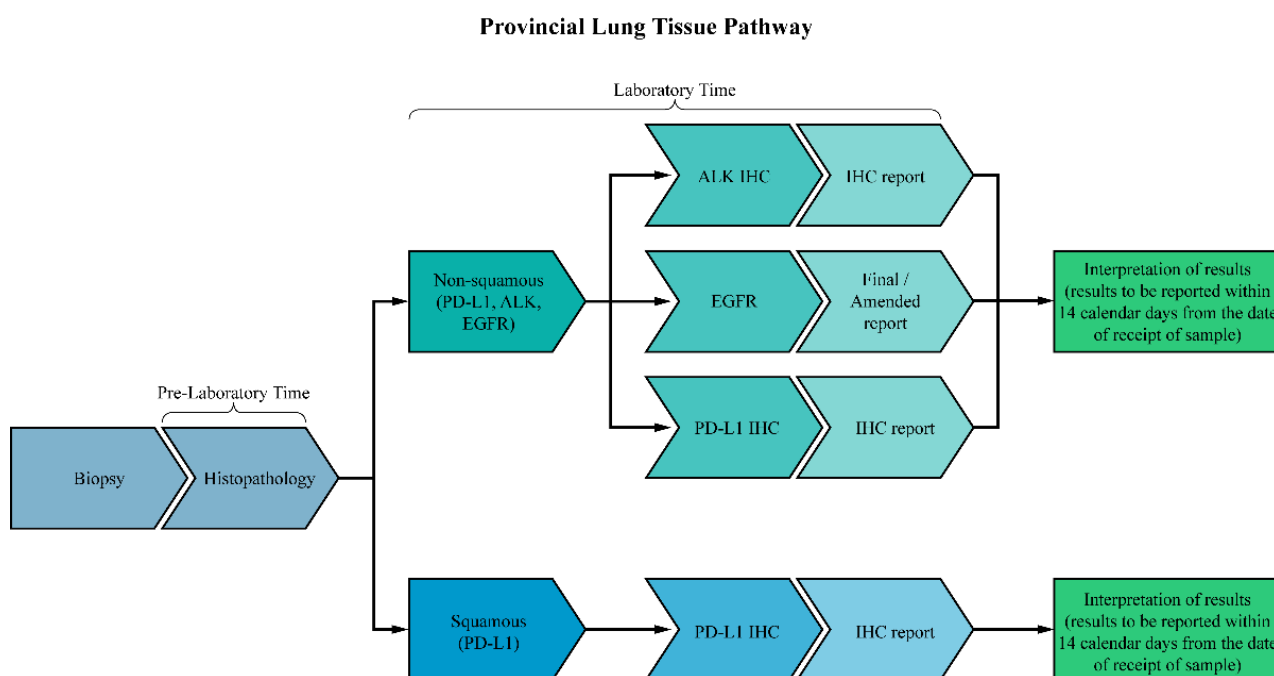 Provincial Lung Tissue Pathway
Laboratory Time
ALK IHC
IHC report
Non-squamous
(PD-L1, ALK,
EGFR)
EGFR
Final /
Amended
report
Interpretation of results
(results to be reported within
14 calendar days from the date
of receipt of sample)
Pre-Laboratory Time
PD-L1 IHC
IHC report
Biopsy
Histopathology
Squamous
(PD-L1)
PD-L1 IHC
IHC report
Interpretation of results
(results to be reported within
14 calendar days from the date
of receipt of sample)